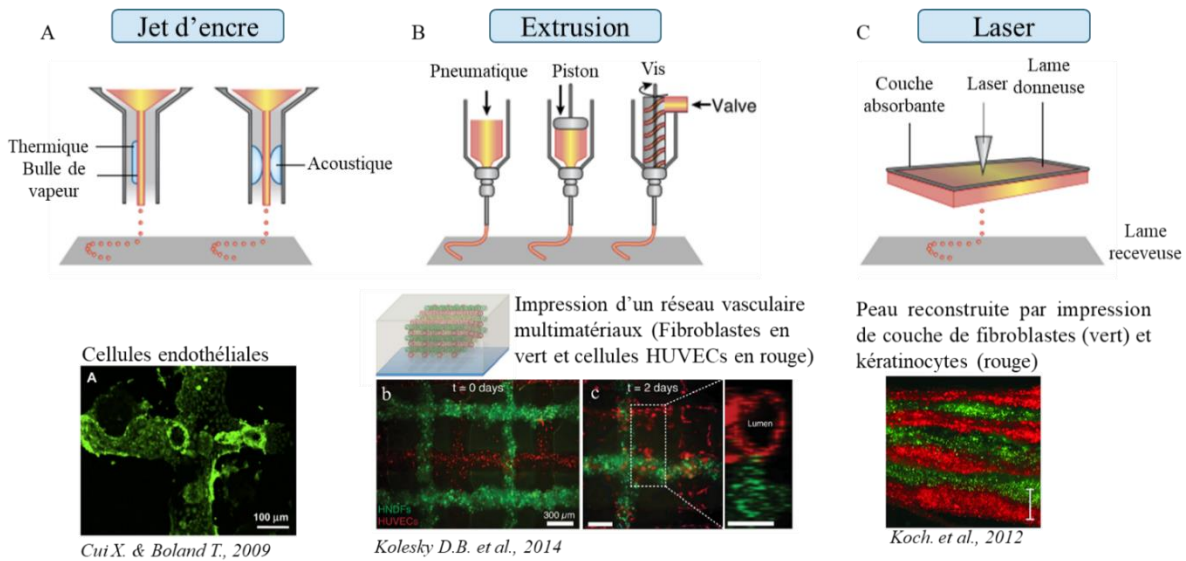 A
Jet d’encre
Thermique
Bulle de
vapeur
Acoustique
Cellules endothéliales
A
100 µm
Cui X. & Boland T., 2009
B
Extrusion
Pneumatique
Piston
Vis
Valve
Impression d’un réseau vasculaire
multimatériaux (Fibroblastes en
vert et cellules HUVECs en rouge)
b
t = 0 days
HNDFs
HUVECs
300 µm
c
t = 2 days
Lumen
Kolesky D.B. et al., 2014
C
Laser
Couche
absorbante
Laser
Lame
donneuse
Lame
receveuse
Peau reconstruite par impression
de couche de fibroblastes (vert) et
kératinocytes (rouge)
Koch. et al., 2012